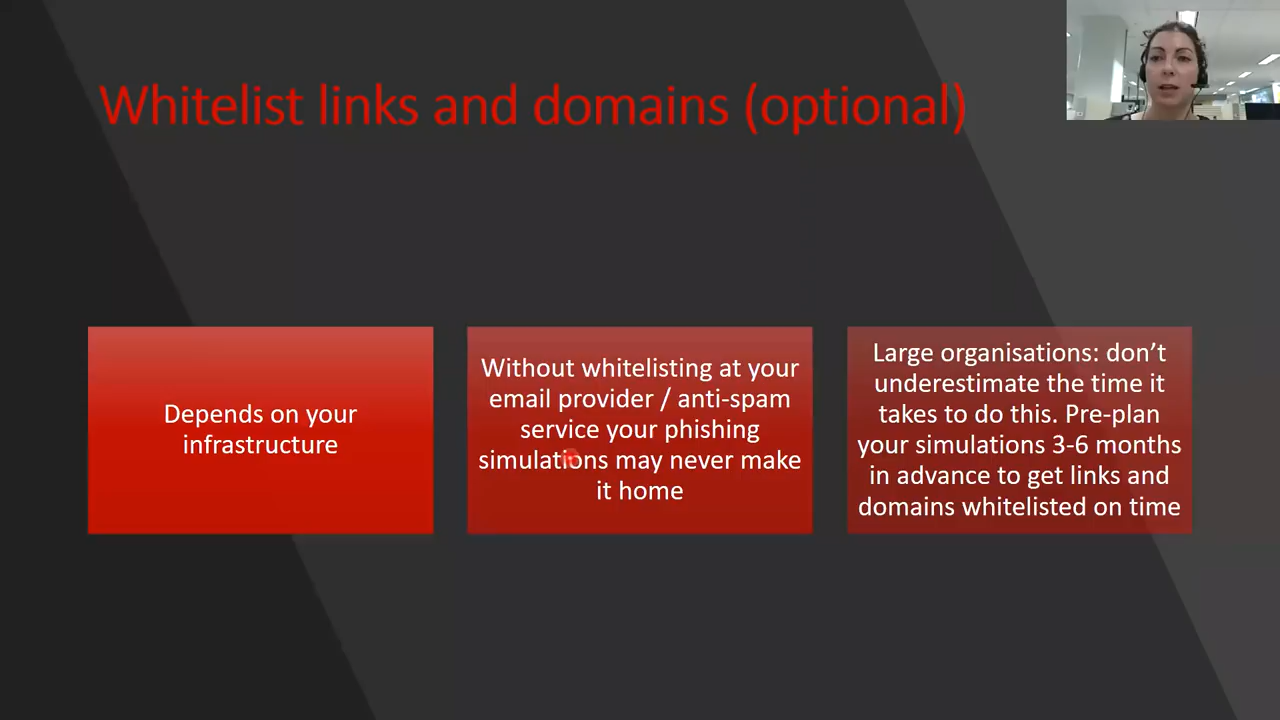 Whitelist links and domains (optional)
Depends on your
infrastructure
Without whitelisting at your
email provider / anti-spam
service your phishing
simulations may never make
it home
Large organisations: don’t
underestimate the time it
takes to do this. Pre-plan
your simulations 3-6 months
in advance to get links and
domains whitelisted on time